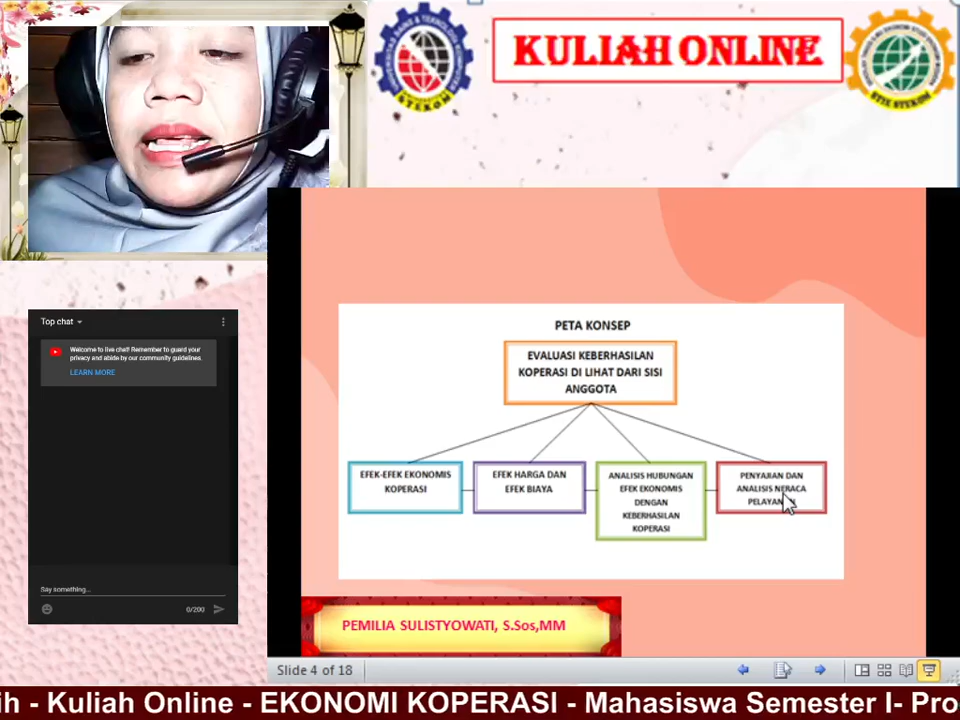 KULIAH ONLINE
STEKOM
STIE STEKOM
Top chat
Welcome to live chat! Remember to guard your
privacy and abide by our community guidelines.
LEARN MORE
Say something...
0/200
PETA KONSEP
EVALUASI KEBERHASILAN
KOPERASI DI LIHAT DARI SISI
ANGGOTA
EFEK-EFEK EKONOMIS
KOPERASI
EFEK HARGA DAN
EFEK BIAYA
ANALISIS HUBUNGAN
EFEK EKONOMIS
DENGAN
KEBERHASILAN
KOPERASI
PENYAJIAN DAN
ANALISIS NERACA
PEMILIA SULISTYOWATI, S.Sos,MM
Slide 4 of 18
ih - Kuliah Online - EKONOMI KOPERASI - Mahasiswa Semester I- Pro